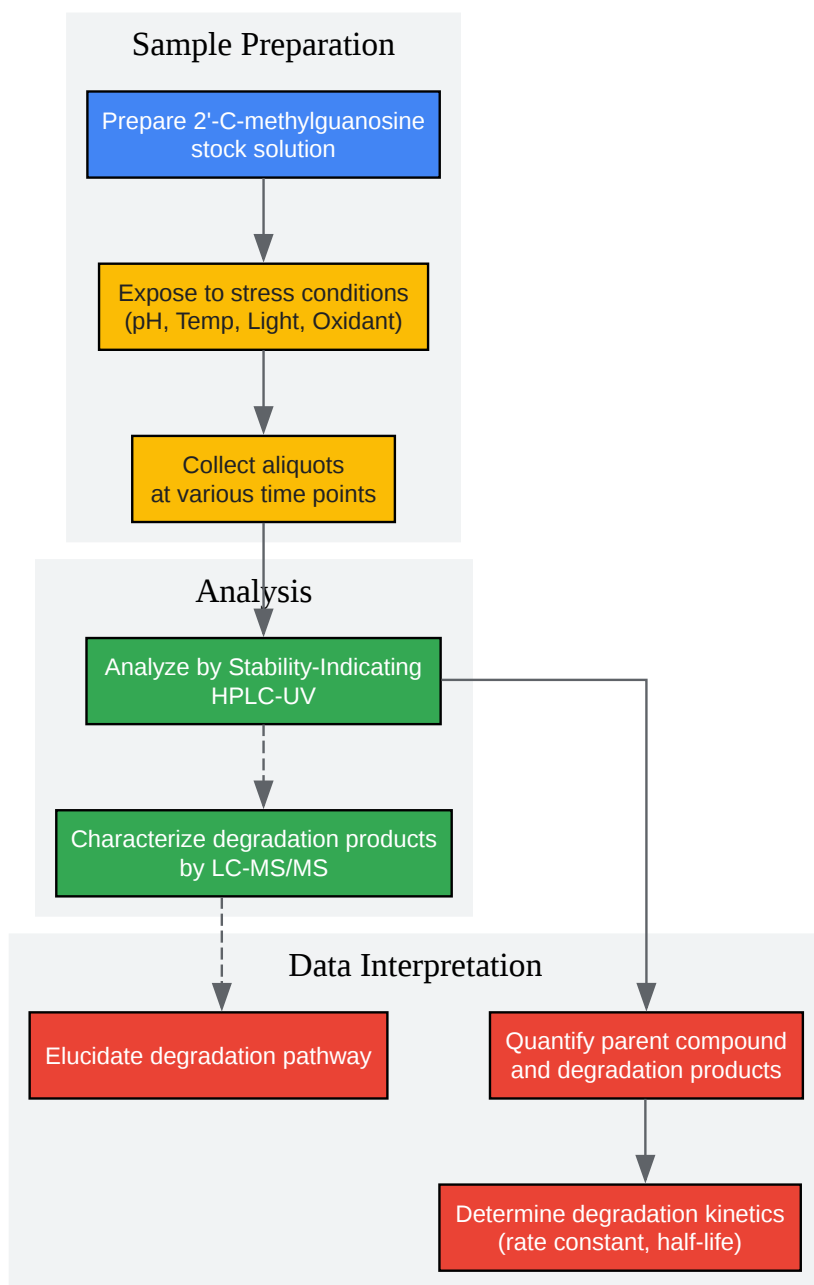 Sample Preparation
Prepare 2'-C-methylguanosine
stock solution
Expose to stress conditions
(pH, Temp, Light, Oxidant)
Collect aliquots
at various time points
Analysis
Analyze by Stability-Indicating
HPLC-UV
Characterize degradation products
by LC-MS/MS
Data Interpretation
Elucidate degradation pathway
Quantify parent compound
and degradation products
Determine degradation kinetics
(rate constant, half-life)